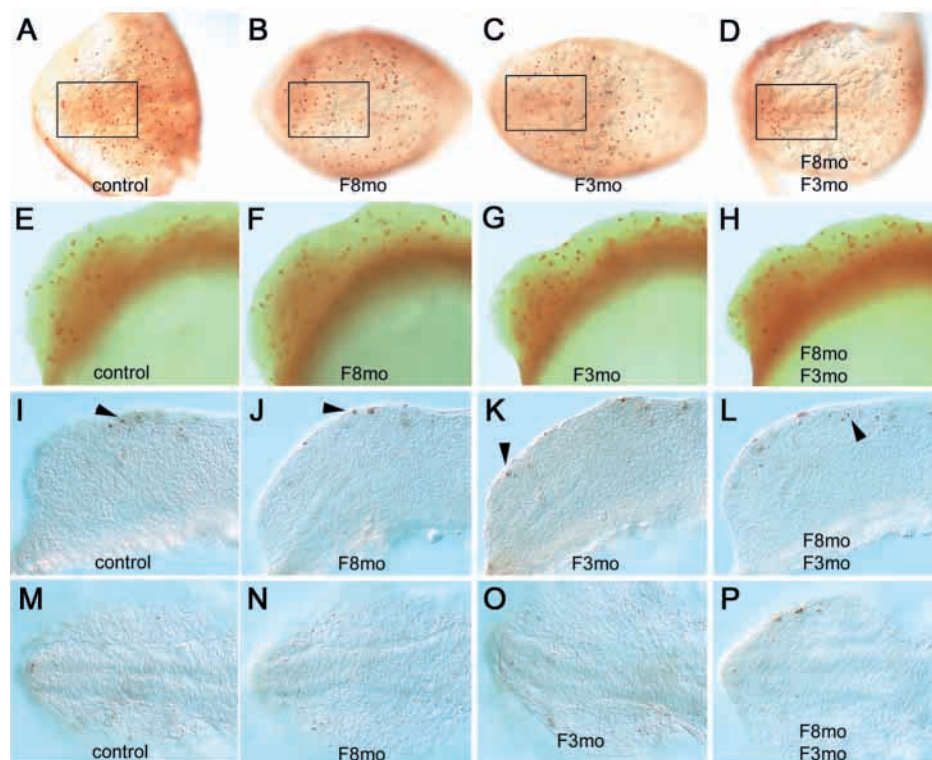 A B C D
control F8mo F3mo F8mo
F3mo
E F G H
control F8mo F3mo F8mo
F3mo
I J K L
control F8mo F3mo F8mo
F3mo
M N O P
control F8mo F3mo F8mo
F3mo